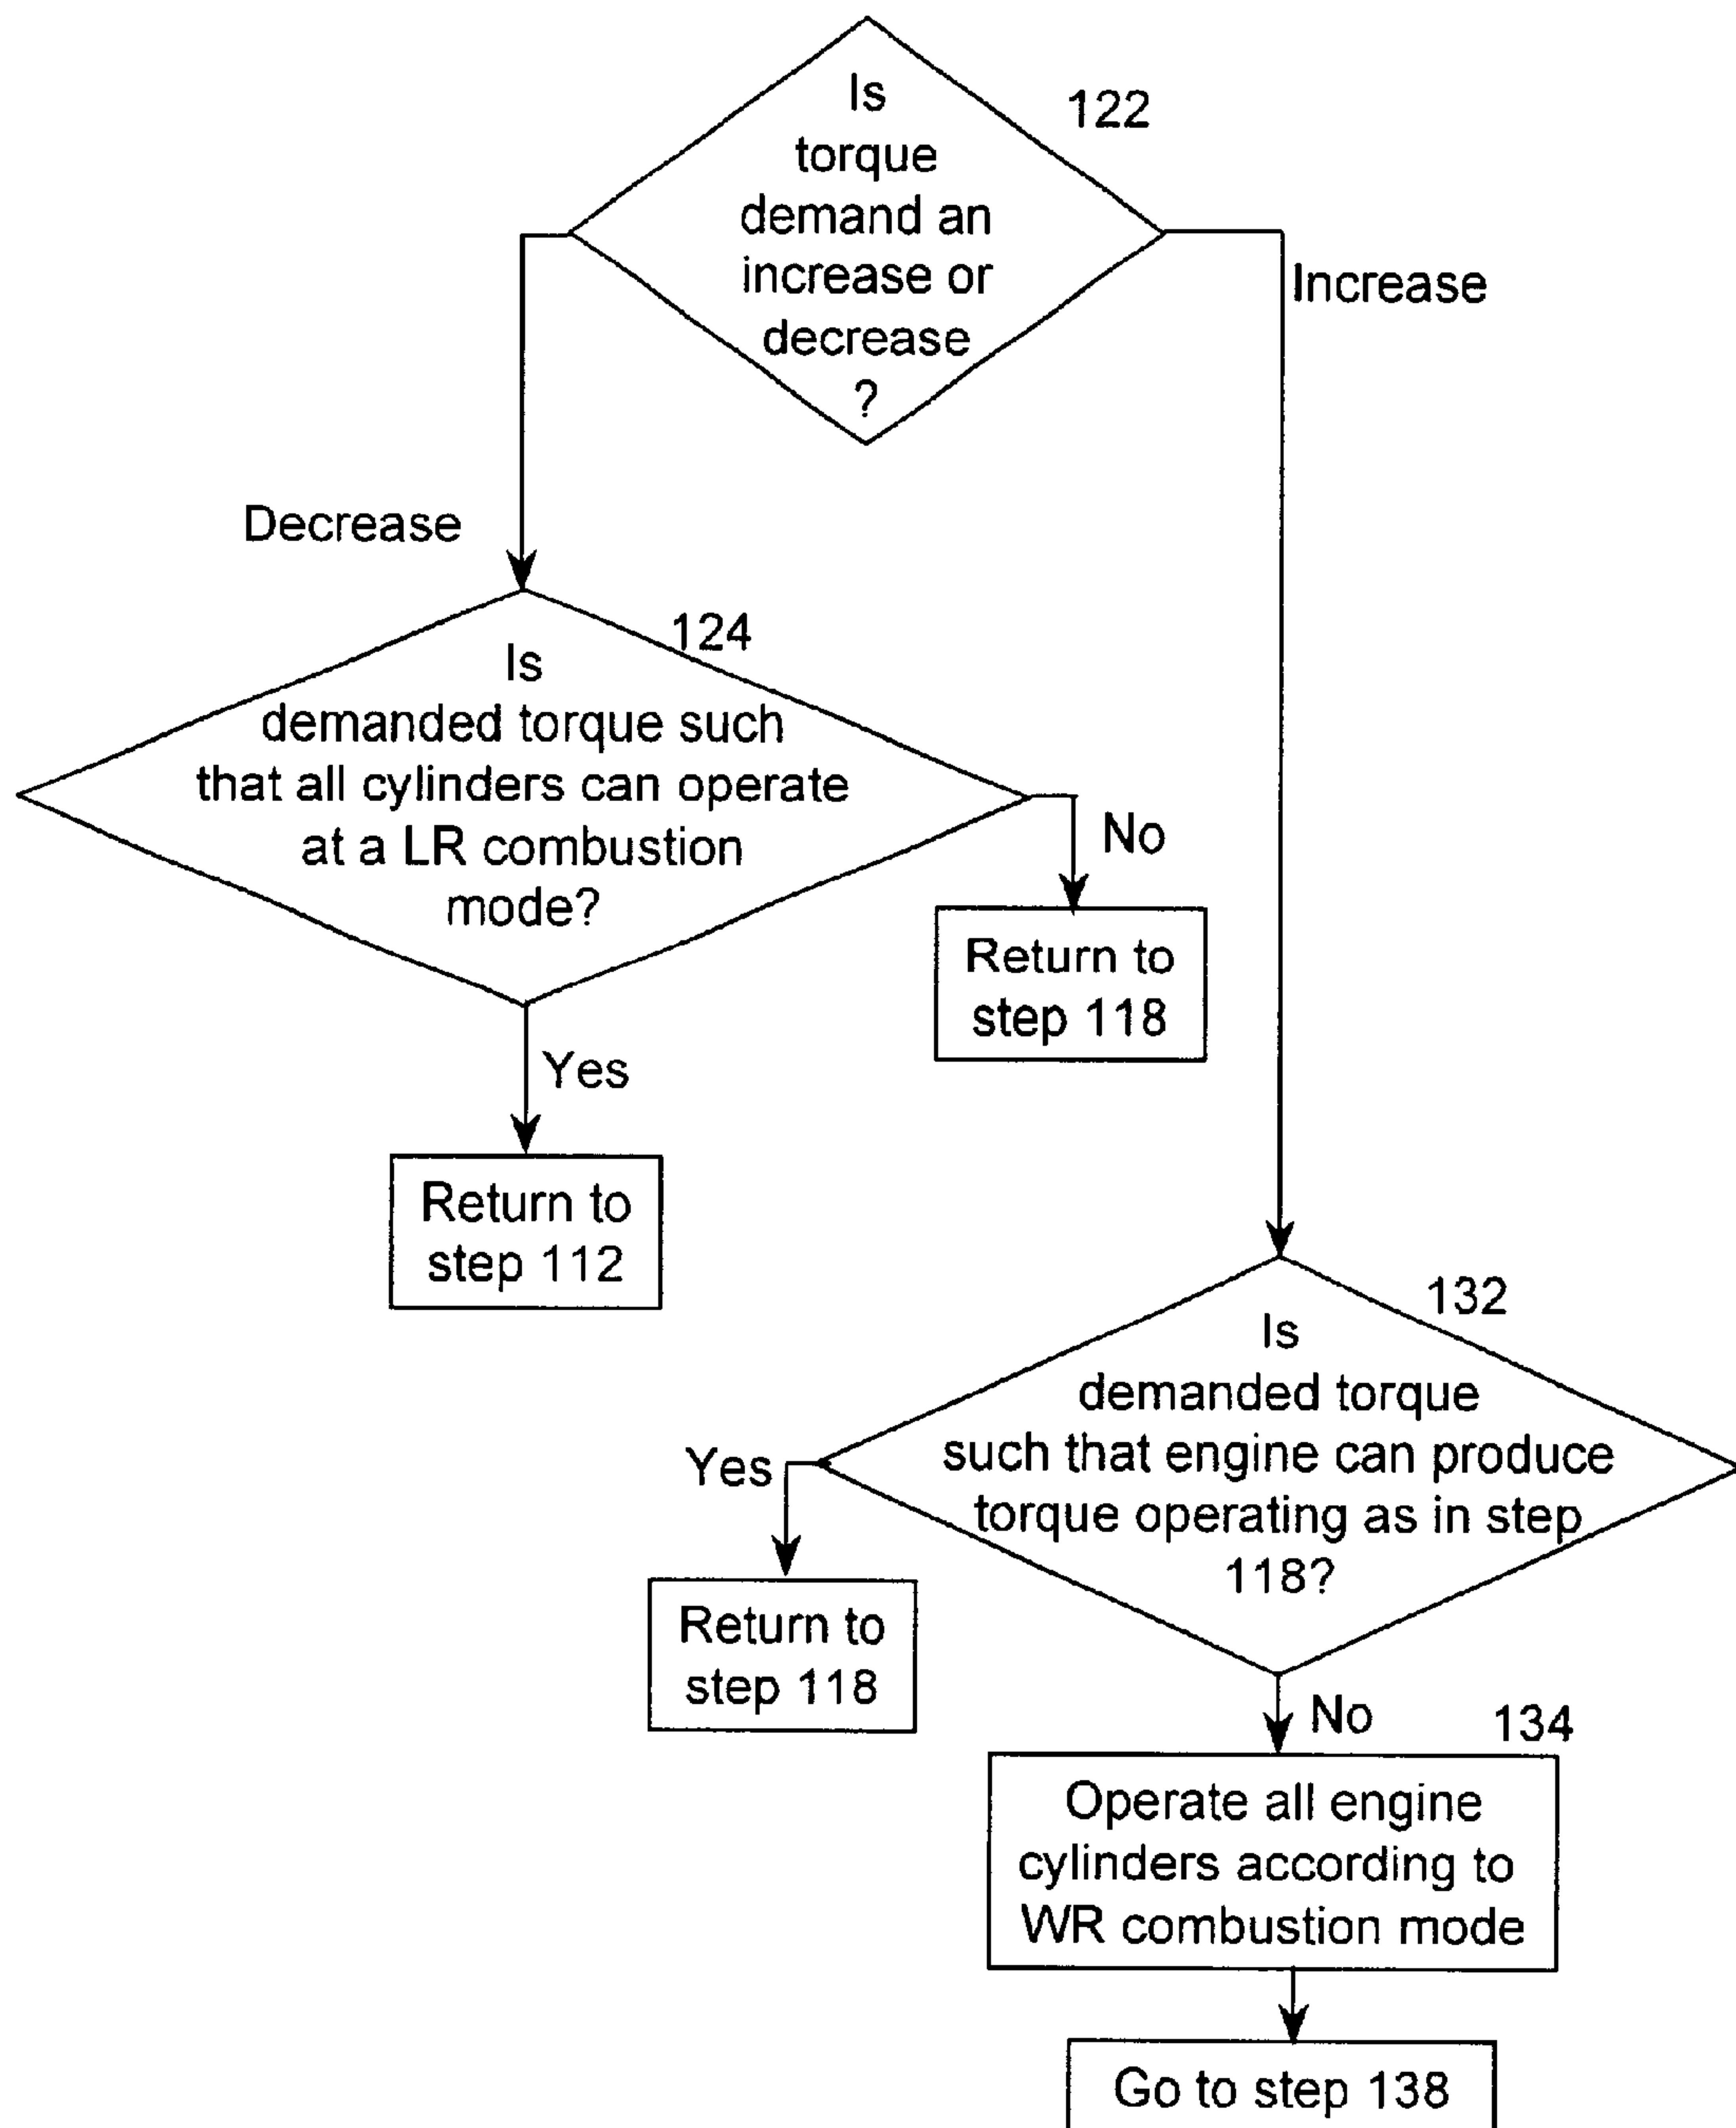 Is
torque
demand an
increase or
decrease
?
122
Increase
Decrease
124
Is
demanded torque such
that all cylinders can operate
at a LR combustion
mode?
No
Return to
step 118
Yes
Return to
step 112
132
Is
demanded torque
such that engine can produce
torque operating as in step
118?
Yes
Return to
step 118
No
134
Operate all engine
cylinders according to
WR combustion mode
Go to step 138